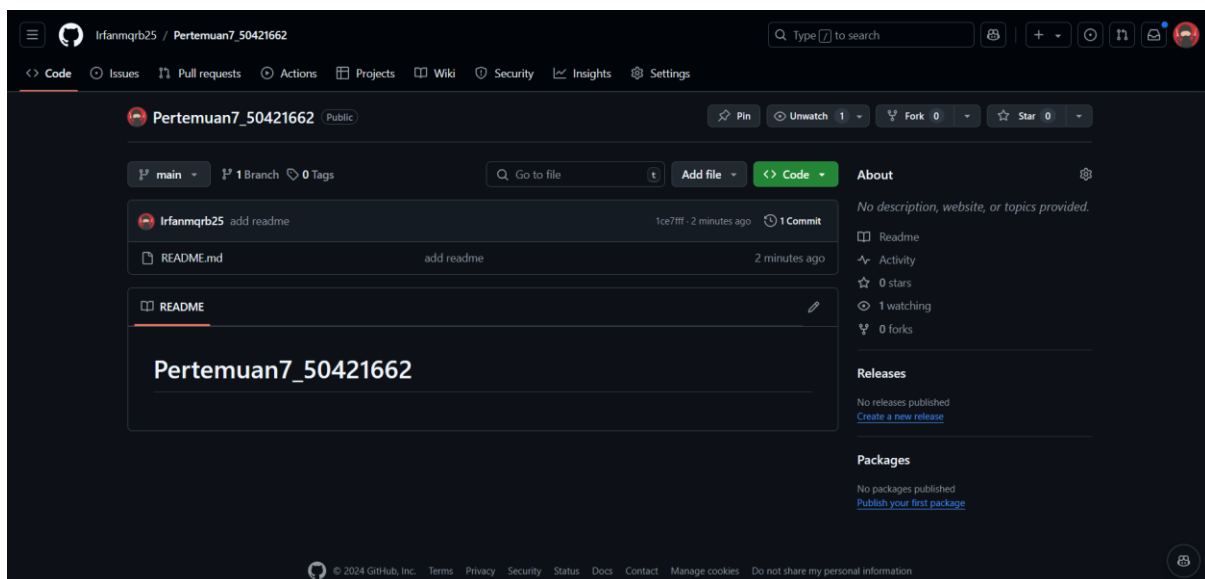 Irfanmqrb25 / Pertemuan7_50421662
Type / to search
Code Issues Pull requests Actions Projects Wiki Security Insights Settings
Pertemuan7_50421662 Public
Pin Unwatch 1 Fork 0 Star 0
main 1 Branch 0 Tags
Go to file t Add file Code
Irfanmqrb25 add readme 1ce7fff · 2 minutes ago 1 Commit
README.md add readme 2 minutes ago
README
Pertemuan7_50421662
About
No description, website, or topics provided.
Readme
Activity
0 stars
1 watching
0 forks
Releases
No releases published
Create a new release
Packages
No packages published
Publish your first package
© 2024 GitHub, Inc. Terms Privacy Security Status Docs Contact Manage cookies Do not share my personal information